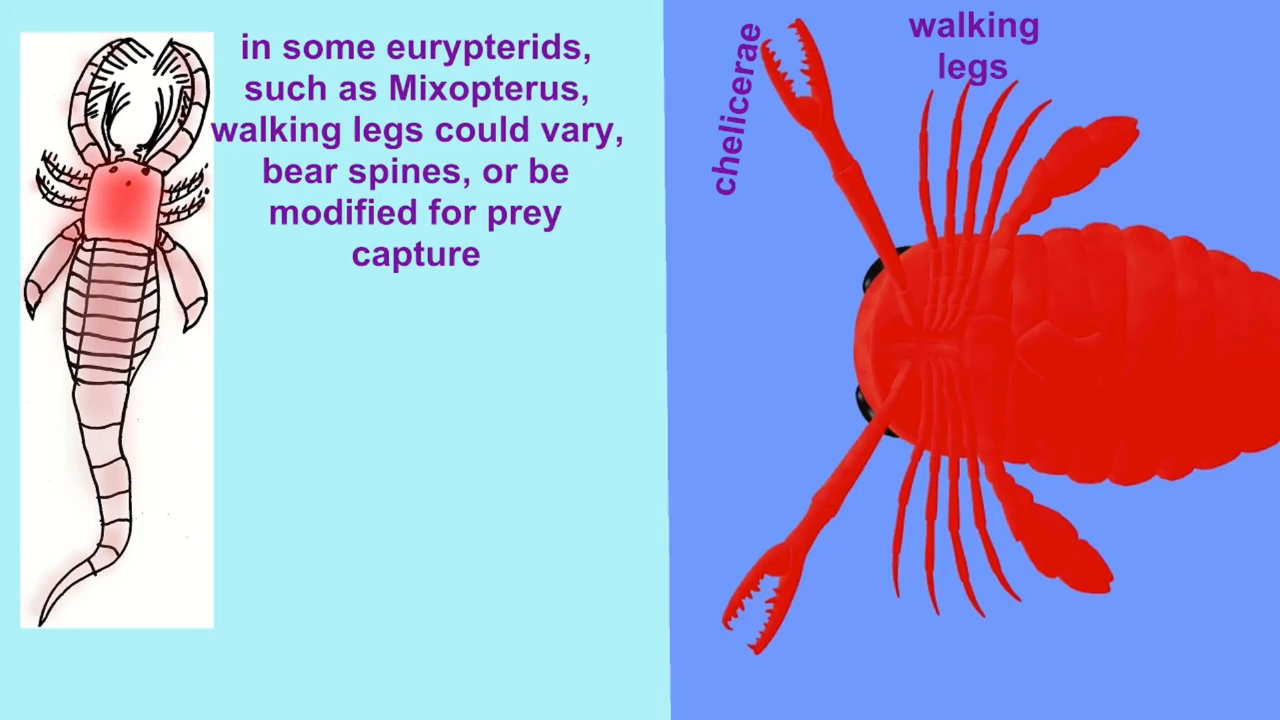 in some eurypterids,
such as Mixopterus,
walking legs could vary,
bear spines, or be
modified for prey
capture
chelicerae
walking
legs